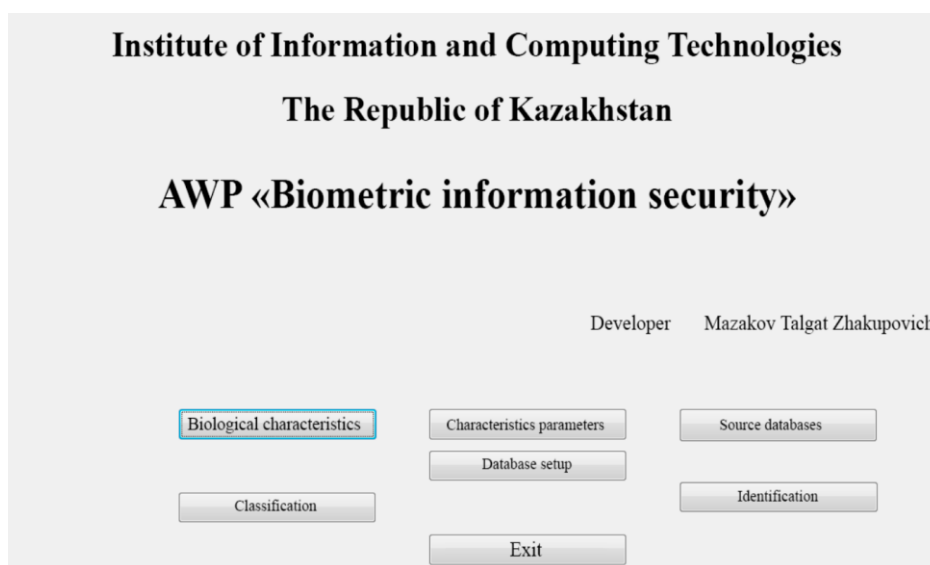 Institute of Information and Computing Technologies
The Republic of Kazakhstan
AWP «Biometric information security»
Developer Mazakov Talgat Zhakupovich
Biological characteristics
Characteristics parameters
Source databases
Database setup
Classification
Identification
Exit